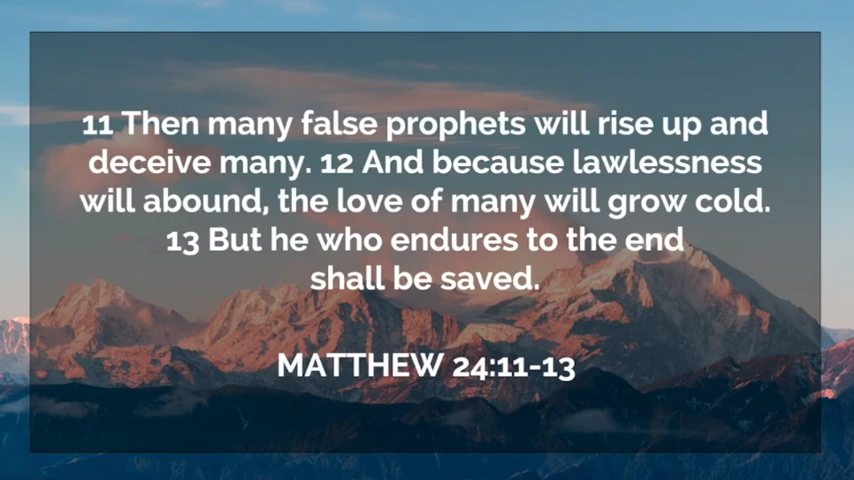 11 Then many false prophets will rise up and
deceive many. 12 And because lawlessness
will abound, the love of many will grow cold.
13 But he who endures to the end
shall be saved.
MATTHEW 24:11-13